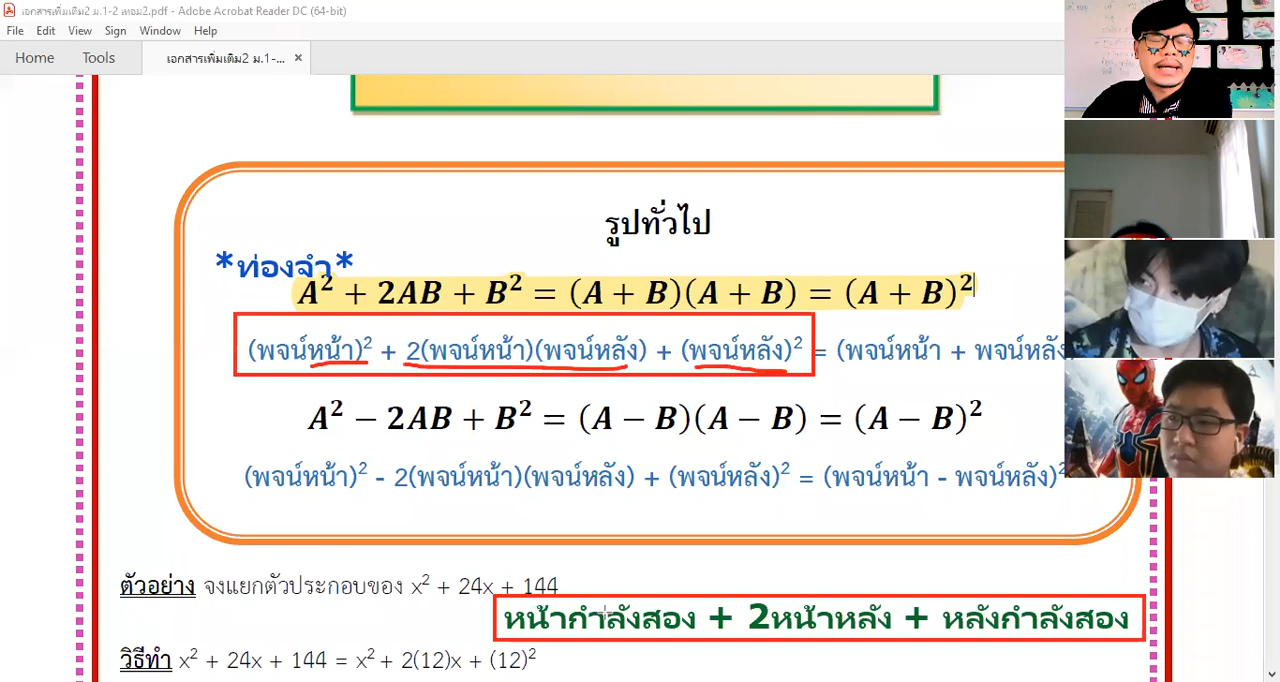 เอกสารเพิ่มเติม2 ม.1-2 เทอม2.pdf - Adobe Acrobat Reader DC (64-bit)
File Edit View Sign Window Help
Home Tools เอกสารเพิ่มเติม2 ม.1-... ×
รูปทั่วไป
*ท่องจำ*
A² + 2AB + B² = (A + B)(A + B) = (A + B)²
(พจน์หน้า)² + 2(พจน์หน้า)(พจน์หลัง) + (พจน์หลัง)² = (พจน์หน้า + พจน์หลัง
A² − 2AB + B² = (A − B)(A − B) = (A − B)²
(พจน์หน้า)² - 2(พจน์หน้า)(พจน์หลัง) + (พจน์หลัง)² = (พจน์หน้า - พจน์หลัง)²
ตัวอย่าง จงแยกตัวประกอบของ x² + 24x + 144
หน้ากำลังสอง + 2หน้าหลัง + หลังกำลังสอง
วิธีทำ x² + 24x + 144 = x² + 2(12)x + (12)²